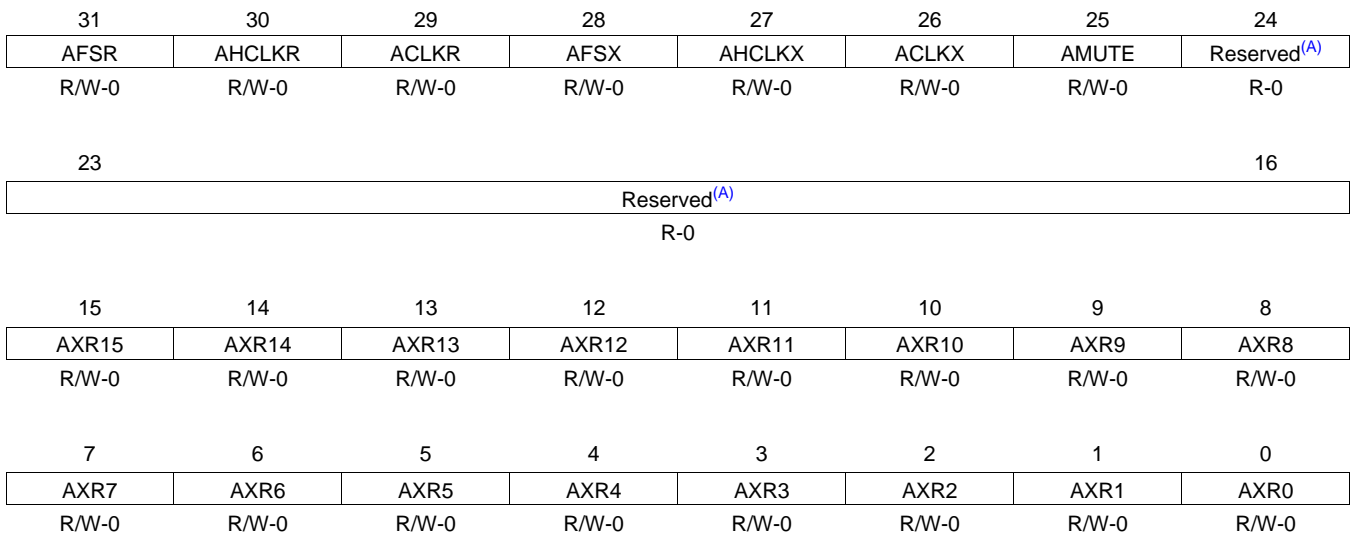 31 30 29 28 27 26 25 24
AFSR AHCLKR ACLKR AFSX AHCLKX ACLKX AMUTE Reserved(A)
R/W-0 R/W-0 R/W-0 R/W-0 R/W-0 R/W-0 R/W-0 R-0
23 16
Reserved(A)
R-0
15 14 13 12 11 10 9 8
AXR15 AXR14 AXR13 AXR12 AXR11 AXR10 AXR9 AXR8
R/W-0 R/W-0 R/W-0 R/W-0 R/W-0 R/W-0 R/W-0 R/W-0
7 6 5 4 3 2 1 0
AXR7 AXR6 AXR5 AXR4 AXR3 AXR2 AXR1 AXR0
R/W-0 R/W-0 R/W-0 R/W-0 R/W-0 R/W-0 R/W-0 R/W-0